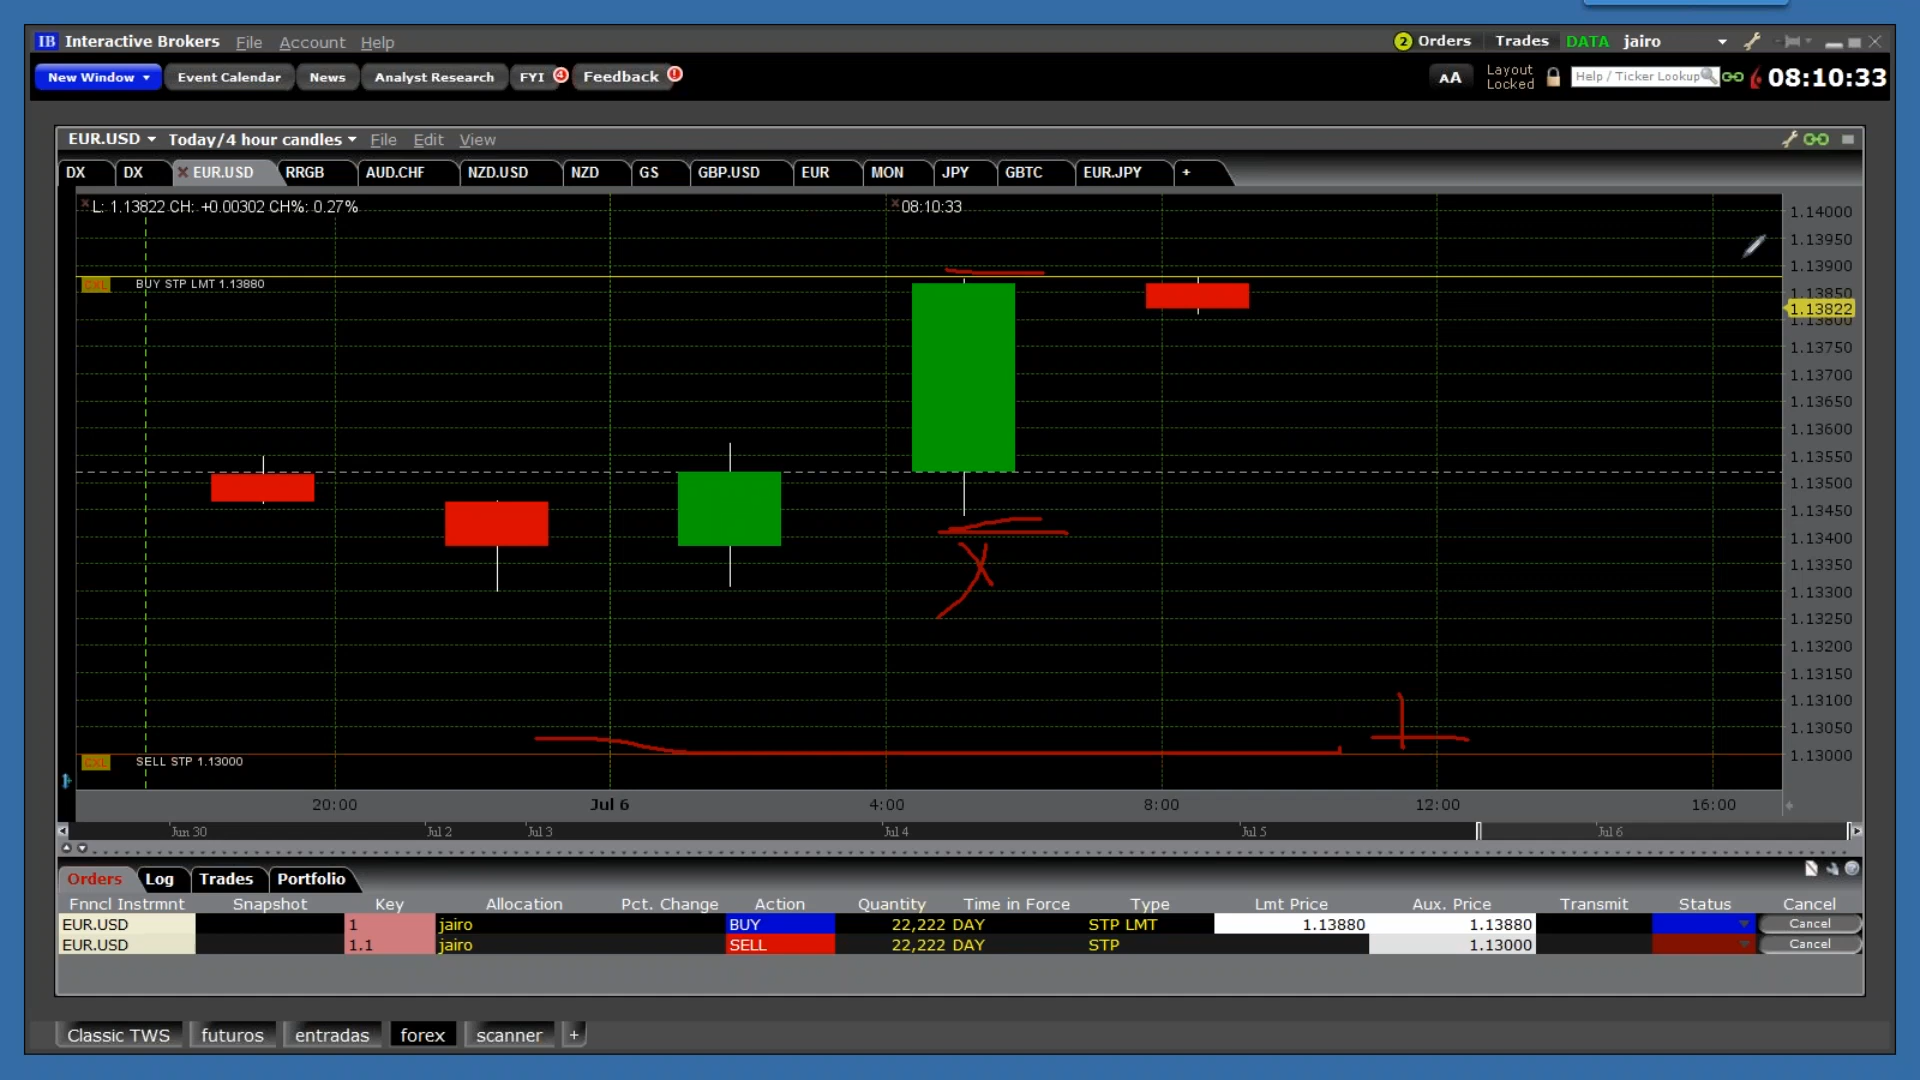 IB Interactive Brokers File Account Help 2 Orders Trades DATA jairo
New Window Event Calendar News Analyst Research FYI 4 Feedback ! AA Layout Locked Help / Ticker Lookup 08:10:33
EUR.USD Today/4 hour candles File Edit View
DX DX EUR.USD RRGB AUD.CHF NZD.USD NZD GS GBP.USD EUR MON JPY GBTC EUR.JPY +
L: 1.13822 CH: +0.00302 CH%: 0.27% 08:10:33
1.14000
1.13950
1.13900
CXL BUY STP LMT 1.13880
1.13850
1.13822
1.13800
1.13750
1.13700
1.13650
1.13600
1.13550
1.13500
1.13450
1.13400
1.13350
1.13300
1.13250
1.13200
1.13150
1.13100
1.13050
1.13000
CXL SELL STP 1.13000
20:00 Jul 6 4:00 8:00 12:00 16:00
Jun 30 Jul 2 Jul 3 Jul 4 Jul 5 Jul 6
Orders Log Trades Portfolio
Fnncl Instrmnt Snapshot Key Allocation Pct. Change Action Quantity Time in Force Type Lmt Price Aux. Price Transmit Status Cancel
EUR.USD 1 jairo BUY 22,222 DAY STP LMT 1.13880 1.13880 Cancel
EUR.USD 1.1 jairo SELL 22,222 DAY STP 1.13000 Cancel
Classic TWS futuros entradas forex scanner +